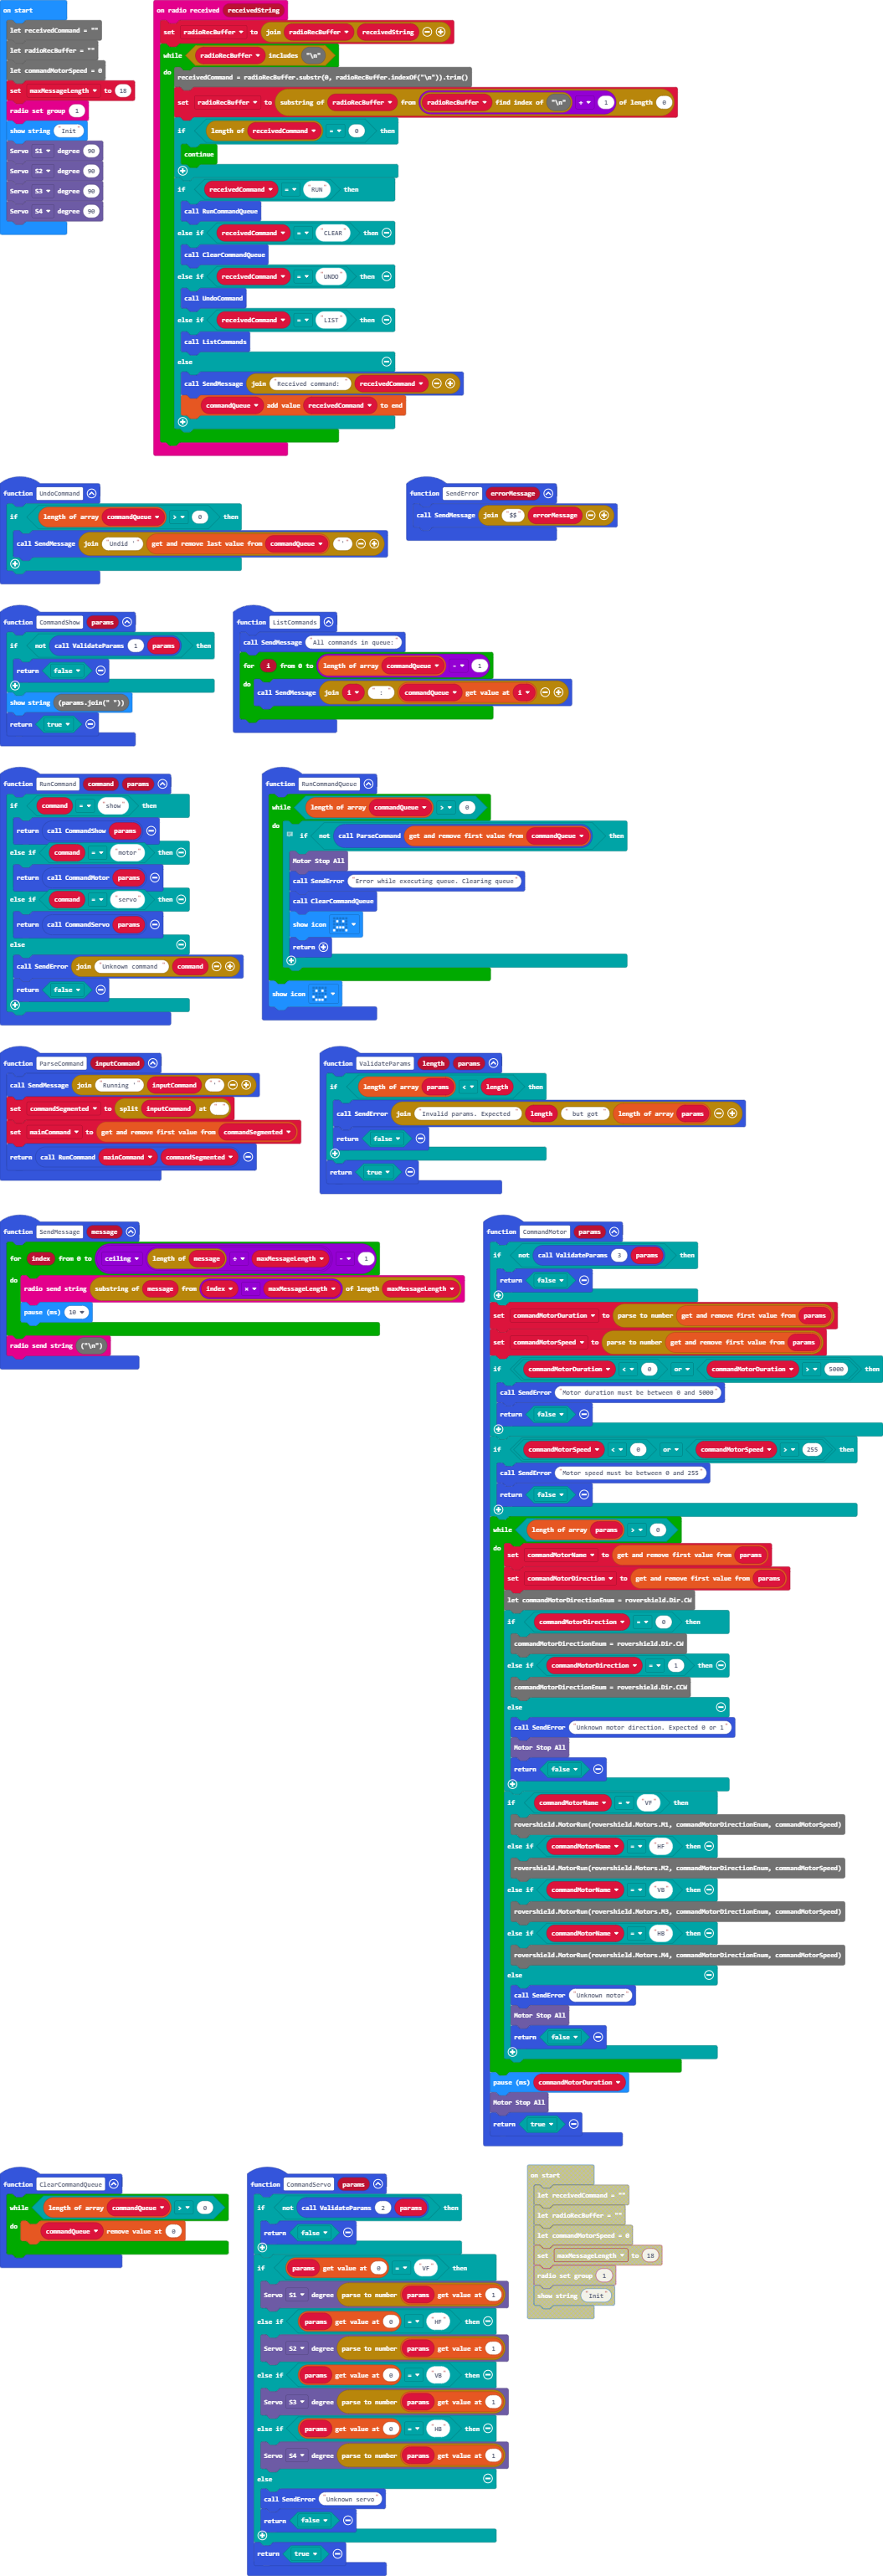 on start
let receivedCommand = ""
let radioRecBuffer = ""
let commandMotorSpeed = 0
set maxMessageLength to 18
radio set group 1
show string "Init"
Servo S1 degree 90
Servo S2 degree 90
Servo S3 degree 90
Servo S4 degree 90
on radio received receivedString
set radioRecBuffer to join radioRecBuffer receivedString
while radioRecBuffer includes "\n"
do receivedCommand = radioRecBuffer.substr(0, radioRecBuffer.indexOf("\n")).trim()
set radioRecBuffer to substring of radioRecBuffer from radioRecBuffer find index of "\n" + 1 of length 0
if length of receivedCommand = 0 then
continue
if receivedCommand = "RUN" then
call RunCommandQueue
else if receivedCommand = "CLEAR" then
call ClearCommandQueue
else if receivedCommand = "UNDO" then
call UndoCommand
else if receivedCommand = "LIST" then
call ListCommands
else
call SendMessage join "Received command: " receivedCommand
commandQueue add value receivedCommand to end
function UndoCommand
if length of array commandQueue > 0 then
call SendMessage join "Undid '" get and remove last value from commandQueue "'"
function SendError errorMessage
call SendMessage join "$$" errorMessage
function CommandShow params
if not call ValidateParams 1 params then
return false
show string (params.join(" "))
return true
function ListCommands
call SendMessage "All commands in queue:"
for i from 0 to length of array commandQueue - 1
do call SendMessage join i " : " commandQueue get value at i
function RunCommand command params
if command = "show" then
return call CommandShow params
else if command = "motor" then
return call CommandMotor params
else if command = "servo" then
return call CommandServo params
else
call SendError join "Unknown command " command
return false
function RunCommandQueue
while length of array commandQueue > 0
do if not call ParseCommand get and remove first value from commandQueue then
Motor Stop All
call SendError "Error while executing queue. Clearing queue"
call ClearCommandQueue
show icon
return
show icon
function ParseCommand inputCommand
call SendMessage join "Running '" inputCommand "'"
set commandSegmented to split inputCommand at " "
set mainCommand to get and remove first value from commandSegmented
return call RunCommand mainCommand commandSegmented
function ValidateParams length params
if length of array params < length then
call SendError join "Invalid params. Expected " length " but got " length of array params
return false
return true
function SendMessage message
for index from 0 to ceiling length of message ÷ maxMessageLength - 1
do radio send string substring of message from index × maxMessageLength of length maxMessageLength
pause (ms) 10
radio send string ("\n")
function CommandMotor params
if not call ValidateParams 3 params then
return false
set commandMotorDuration to parse to number get and remove first value from params
set commandMotorSpeed to parse to number get and remove first value from params
if commandMotorDuration < 0 or commandMotorDuration > 5000 then
call SendError "Motor duration must be between 0 and 5000"
return false
if commandMotorSpeed < 0 or commandMotorSpeed > 255 then
call SendError "Motor speed must be between 0 and 255"
return false
while length of array params > 0
do set commandMotorName to get and remove first value from params
set commandMotorDirection to get and remove first value from params
let commandMotorDirectionEnum = rovershield.Dir.CW
if commandMotorDirection = 0 then
commandMotorDirectionEnum = rovershield.Dir.CW
else if commandMotorDirection = 1 then
commandMotorDirectionEnum = rovershield.Dir.CCW
else
call SendError "Unknown motor direction. Expected 0 or 1"
Motor Stop All
return false
if commandMotorName = "VF" then
rovershield.MotorRun(rovershield.Motors.M1, commandMotorDirectionEnum, commandMotorSpeed)
else if commandMotorName = "HF" then
rovershield.MotorRun(rovershield.Motors.M2, commandMotorDirectionEnum, commandMotorSpeed)
else if commandMotorName = "VB" then
rovershield.MotorRun(rovershield.Motors.M3, commandMotorDirectionEnum, commandMotorSpeed)
else if commandMotorName = "HB" then
rovershield.MotorRun(rovershield.Motors.M4, commandMotorDirectionEnum, commandMotorSpeed)
else
call SendError "Unknown motor"
Motor Stop All
return false
pause (ms) commandMotorDuration
Motor Stop All
return true
function ClearCommandQueue
while length of array commandQueue > 0
do commandQueue remove value at 0
function CommandServo params
if not call ValidateParams 2 params then
return false
if params get value at 0 = "VF" then
Servo S1 degree parse to number params get value at 1
else if params get value at 0 = "HF" then
Servo S2 degree parse to number params get value at 1
else if params get value at 0 = "VB" then
Servo S3 degree parse to number params get value at 1
else if params get value at 0 = "HB" then
Servo S4 degree parse to number params get value at 1
else
call SendError "Unknown servo"
return false
return true
on start
let receivedCommand = ""
let radioRecBuffer = ""
let commandMotorSpeed = 0
set maxMessageLength to 18
radio set group 1
show string "Init"